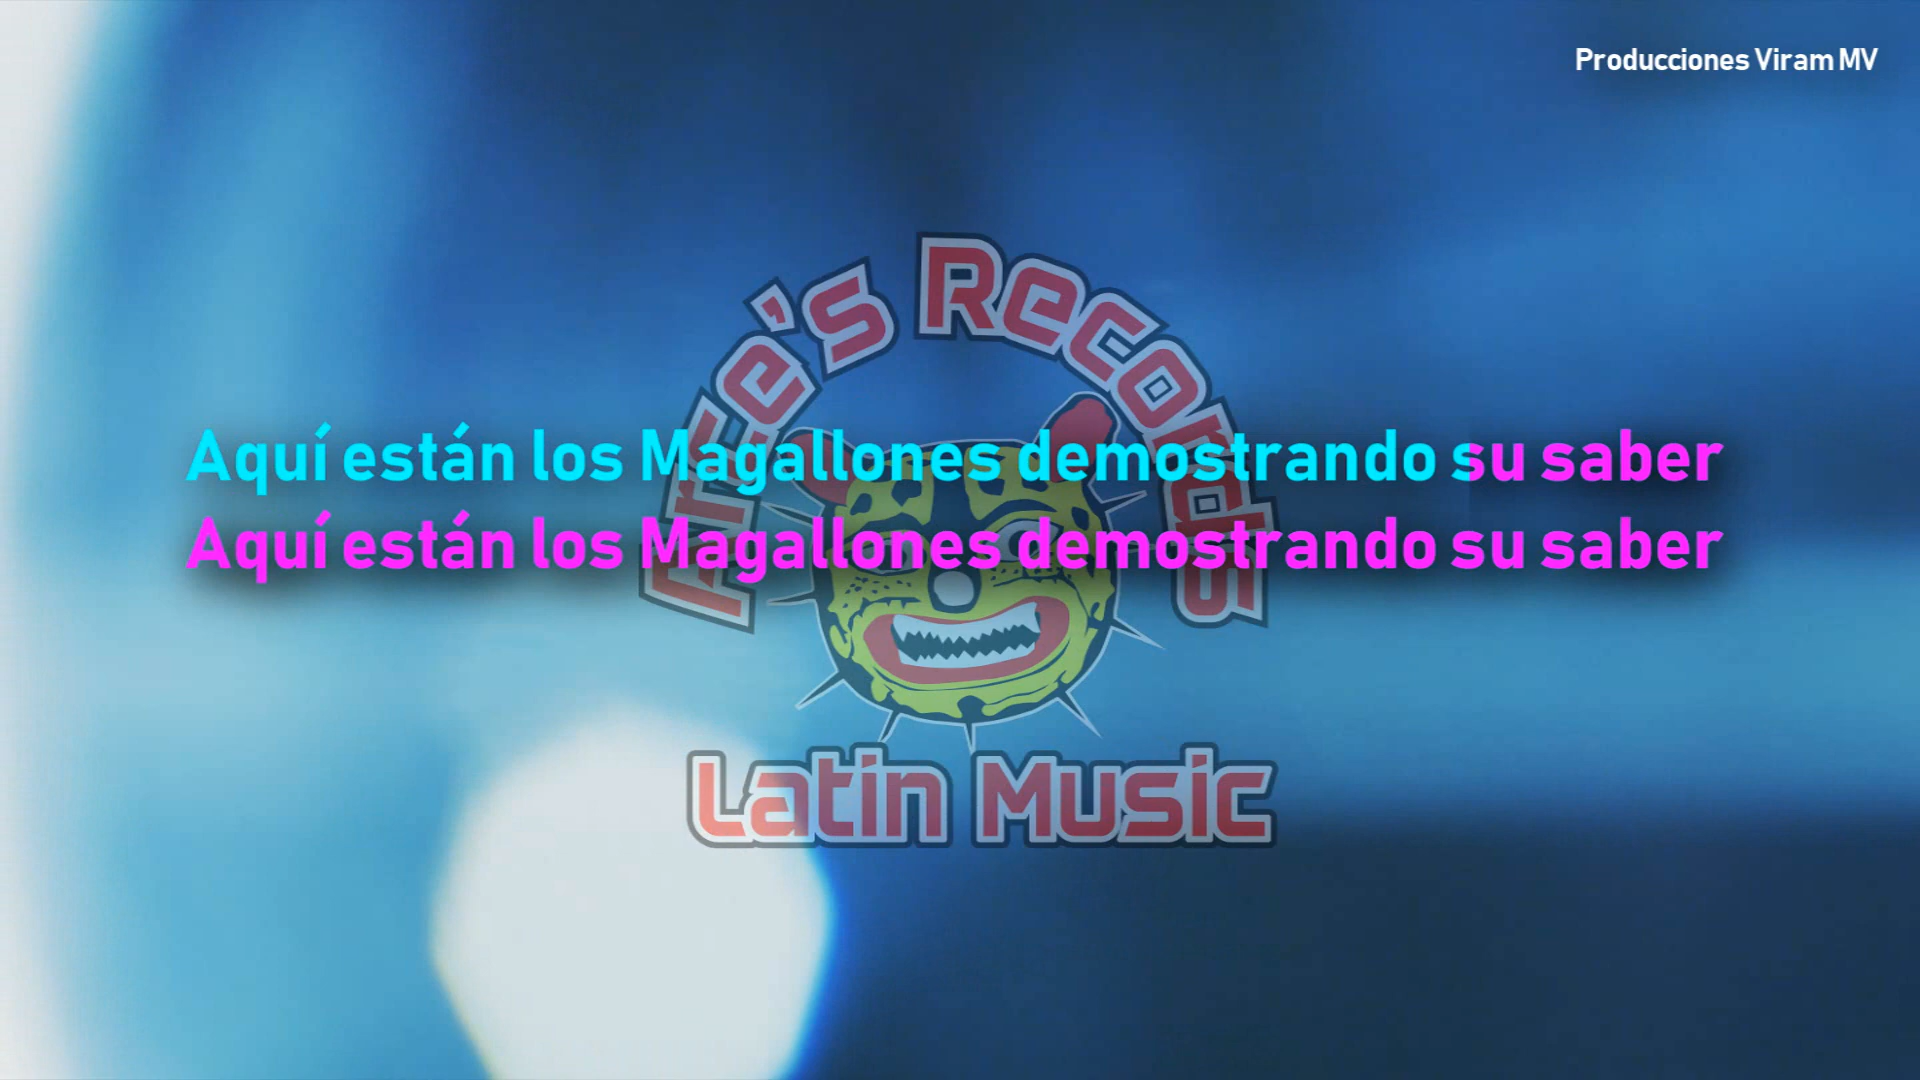 Producciones Viram MV
Arce's Records
Aquí están los Magallones demostrando su saber
Aquí están los Magallones demostrando su saber
Latin Music